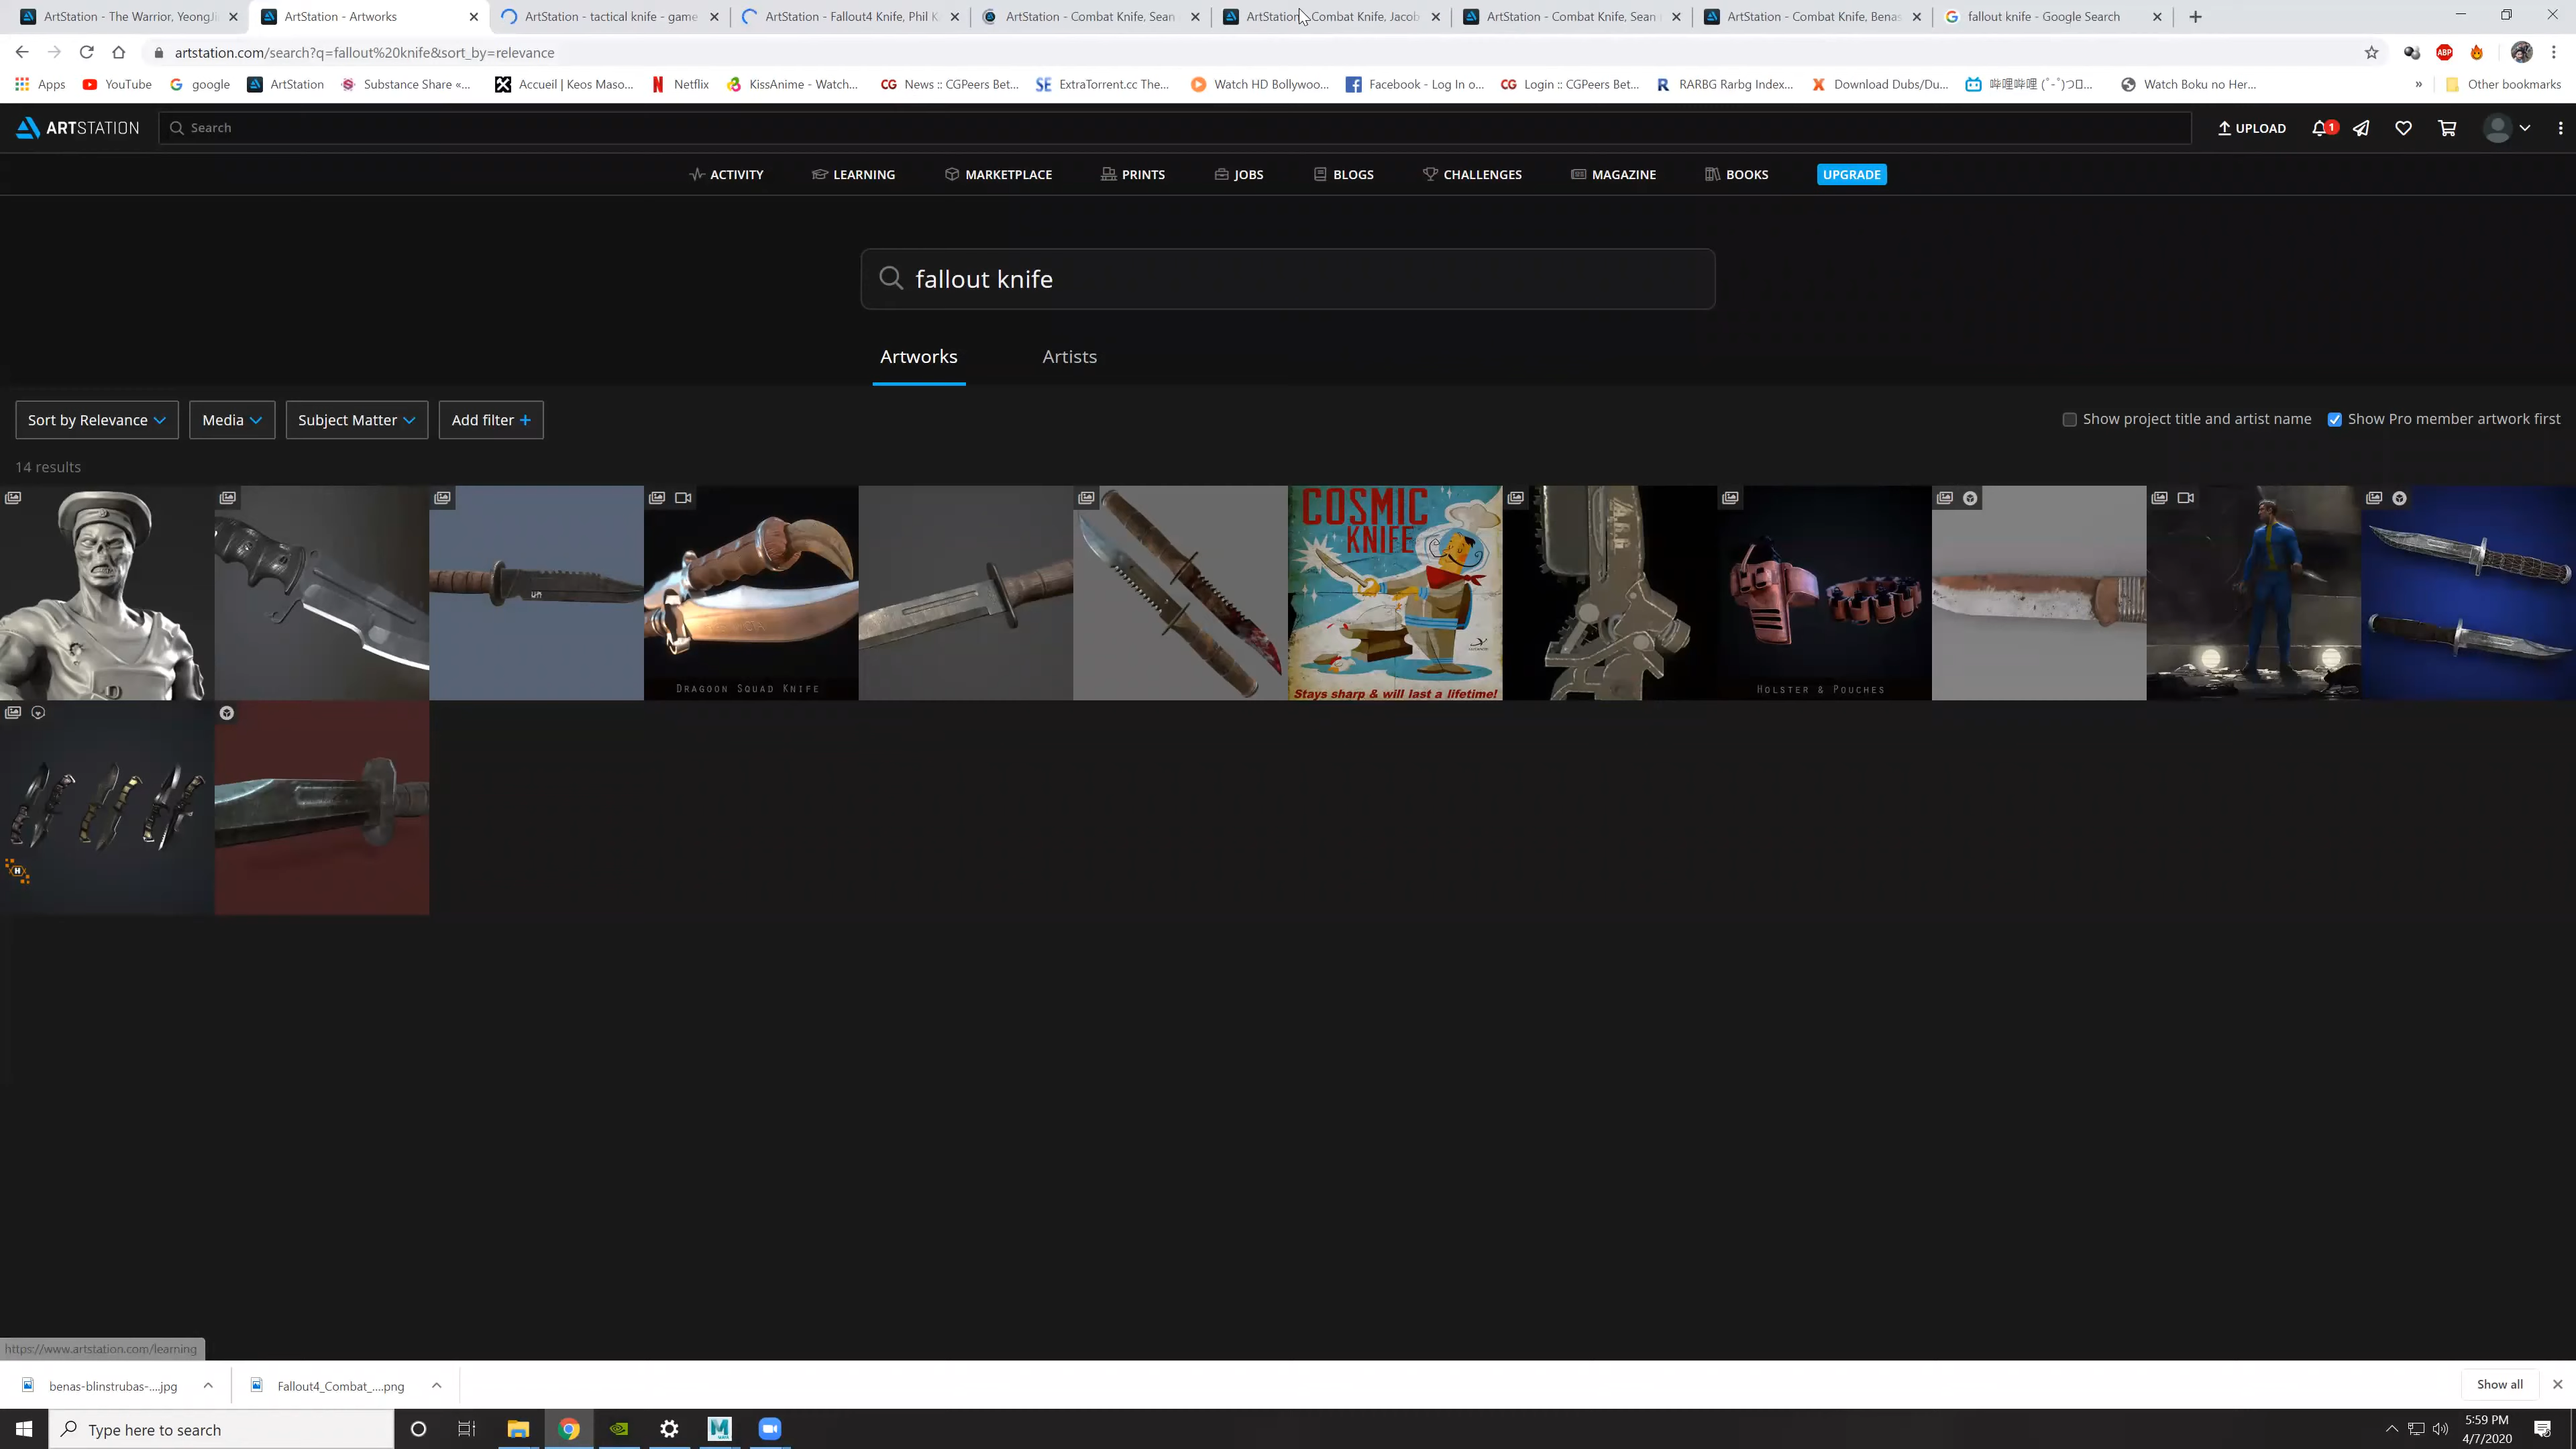 ArtStation - The Warrior, YeongJi
ArtStation - Artworks
ArtStation - tactical knife - game
ArtStation - Fallout4 Knife, Phil K
ArtStation - Combat Knife, Sean
ArtStation - Combat Knife, Jacob
ArtStation - Combat Knife, Sean
ArtStation - Combat Knife, Benas
fallout knife - Google Search
artstation.com/search?q=fallout%20knife&sort_by=relevance
ABP
Apps
YouTube
google
ArtStation
Substance Share «...
Accueil | Keos Maso...
Netflix
KissAnime - Watch...
CG News :: CGPeers Bet...
SE ExtraTorrent.cc The...
Watch HD Bollywoo...
Facebook - Log In o...
CG Login :: CGPeers Bet...
R RARBG Rarbg Index...
X Download Dubs/Du...
Watch Boku no Her...
»
Other bookmarks
ARTSTATION
Search
UPLOAD
1
ACTIVITY
LEARNING
MARKETPLACE
PRINTS
JOBS
BLOGS
CHALLENGES
MAGAZINE
BOOKS
UPGRADE
fallout knife
Artworks
Artists
Sort by Relevance
Media
Subject Matter
Add filter +
Show project title and artist name
Show Pro member artwork first
14 results
DRAGOON SQUAD KNIFE
COSMIC
KNIFE
Stays sharp & will last a lifetime!
HOLSTER & POUCHES
H
https://www.artstation.com/learning
benas-blinstrubas-....jpg
Fallout4_Combat_....png
Show all
Type here to search
5:59 PM
4/7/2020